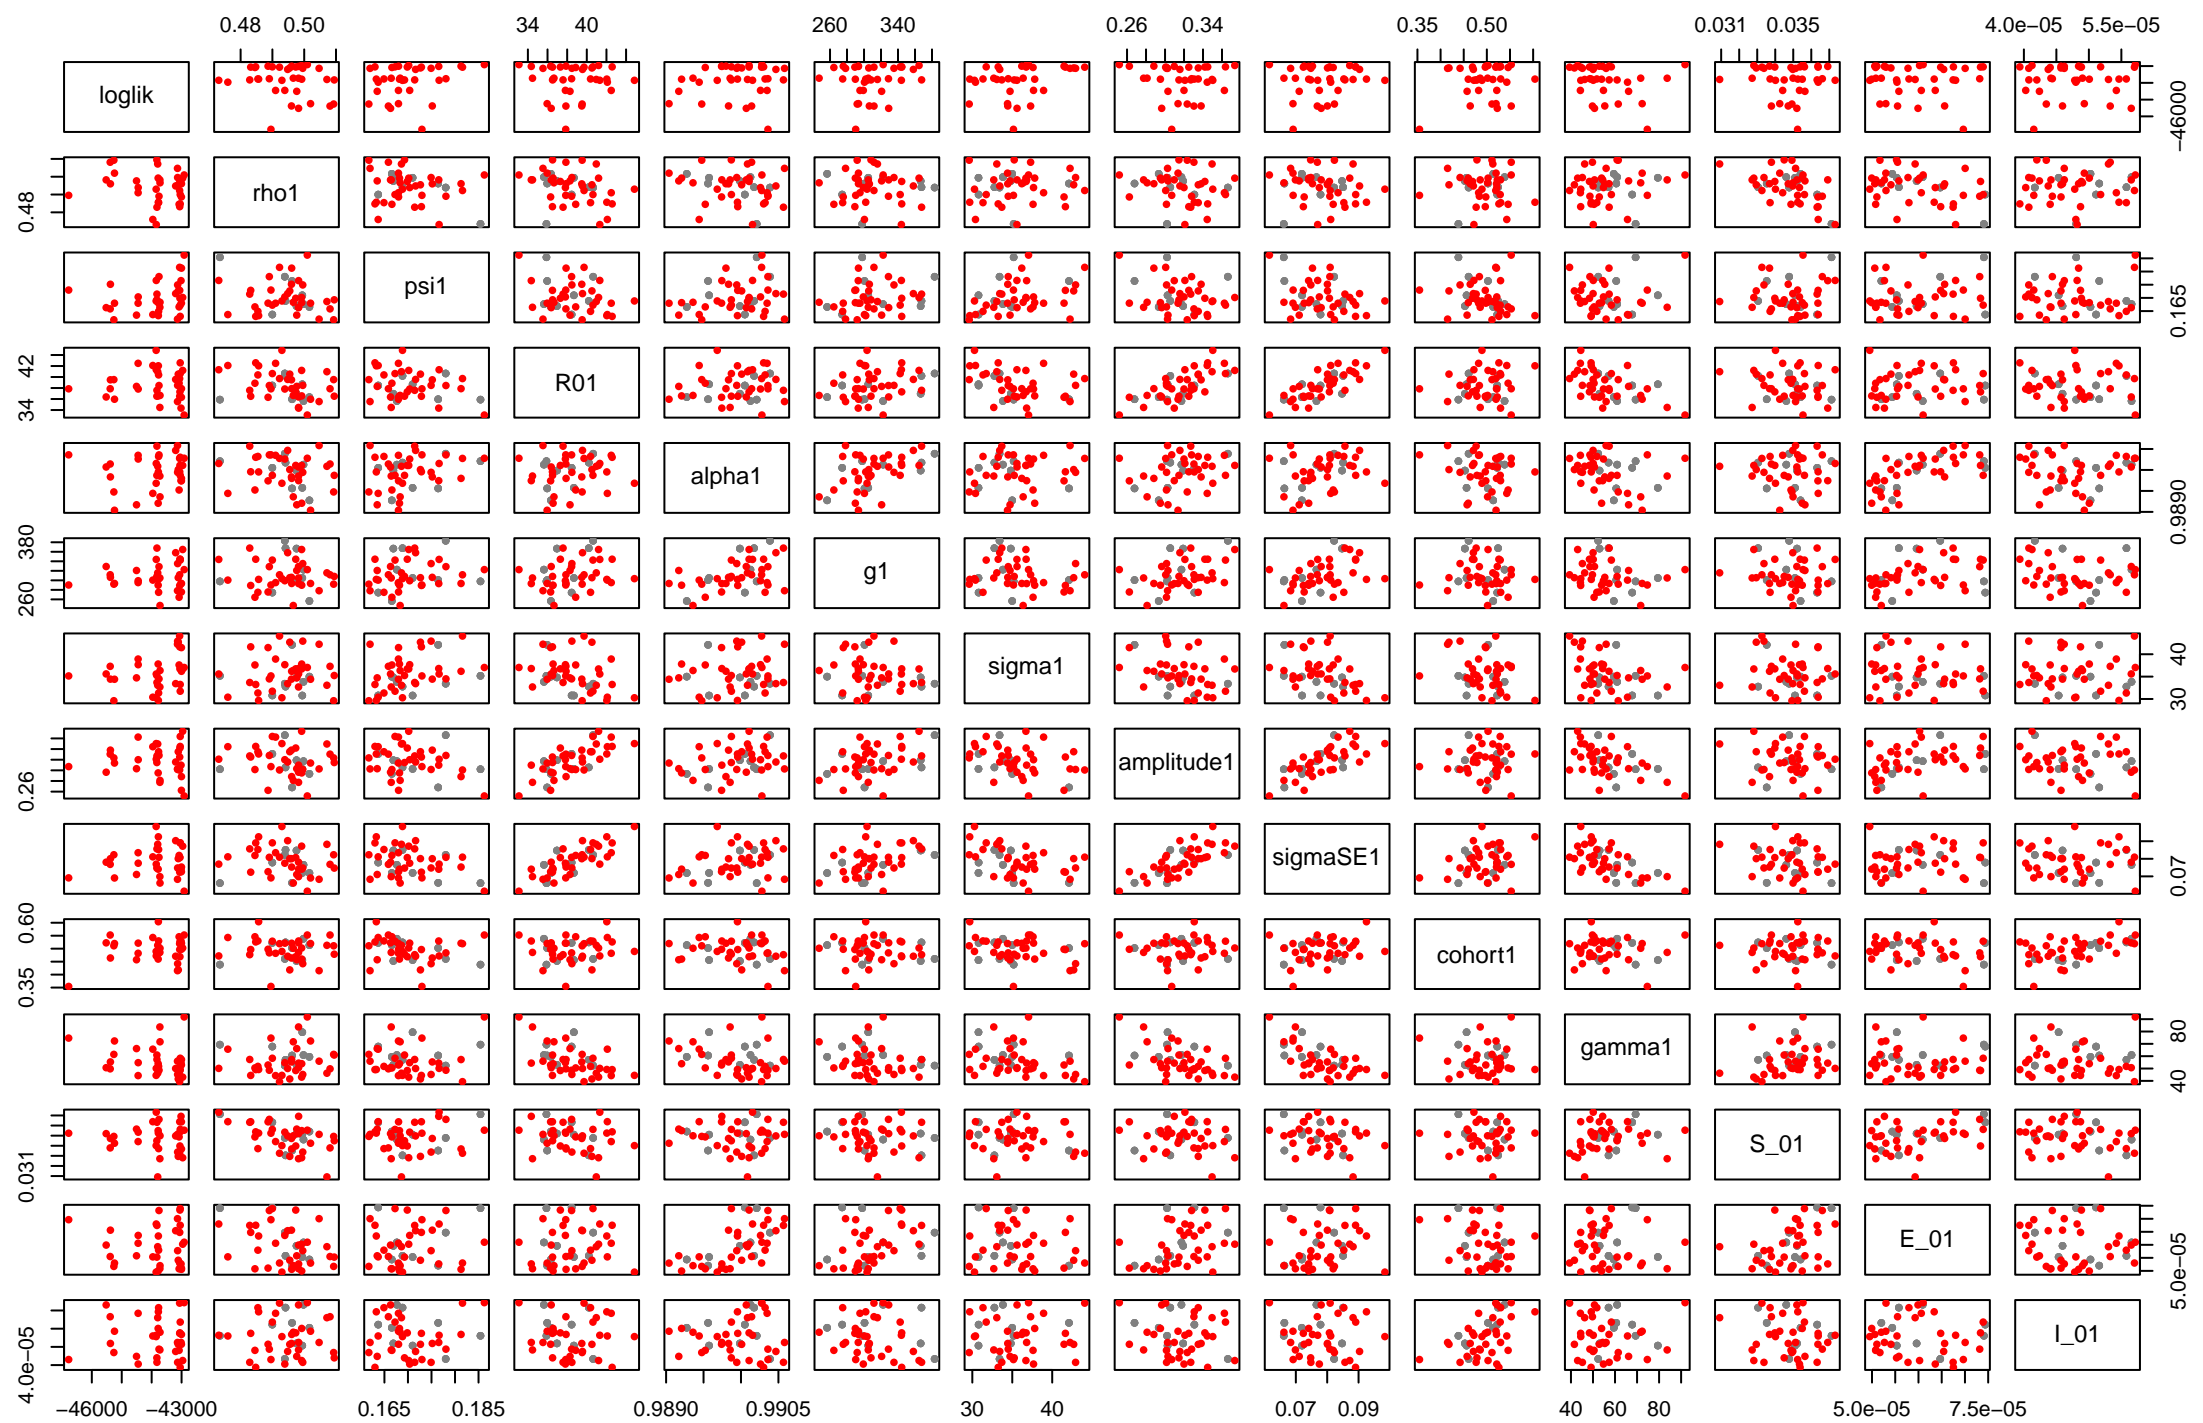 0.48 0.50 34 40 260 340 0.26 0.34 0.35 0.50 0.031 0.035 4.0e−05 5.5e−05
loglik
−46000
rho1
0.48
psi1
0.165
R01
34 42
alpha1
0.9890
g1
260 380
sigma1
30 40
amplitude1
0.26
sigmaSE1
0.07
cohort1
0.35 0.60
gamma1
40 80
S_01
0.031
E_01
5.0e−05
I_01
4.0e−05
−46000 −43000 0.165 0.185 0.9890 0.9905 30 40 0.07 0.09 40 60 80 5.0e−05 7.5e−05